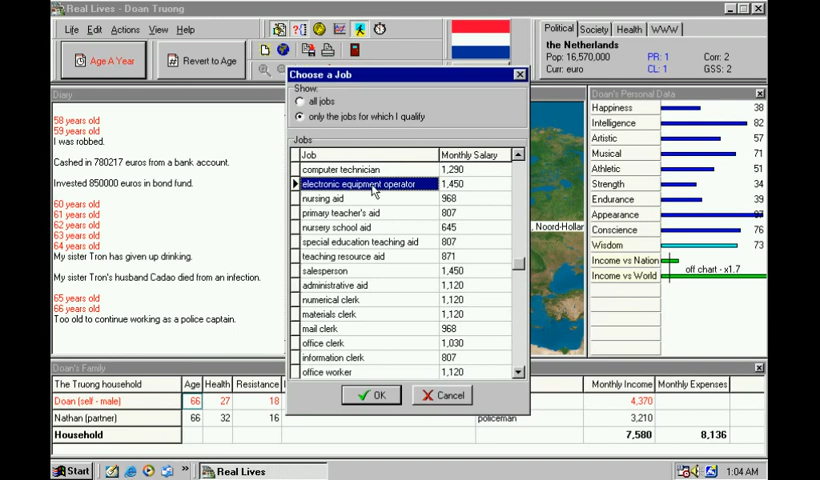 Real Lives - Doan Truong
Life Edit Actions View Help
Age A Year
Revert to Age
Political Society Health WWW
the Netherlands
Pop: 16,570,000 PR: 1 Corr: 2
Curr: euro CL: 1 GSS: 2
Diary
58 years old
59 years old
I was robbed.
Cashed in 780217 euros from a bank account.
Invested 850000 euros in bond fund.
60 years old
61 years old
62 years old
63 years old
64 years old
My sister Tron has given up drinking.
My sister Tron's husband Cadao died from an infection.
65 years old
66 years old
Too old to continue working as a police captain.
Choose a Job
Show:
all jobs
only the jobs for which I qualify
Jobs
Job Monthly Salary
computer technician 1,290
electronic equipment operator 1,450
nursing aid 968
primary teacher's aid 807
nursery school aid 645
special education teaching aid 807
teaching resource aid 871
salesperson 1,450
administrative aid 1,120
numerical clerk 1,120
materials clerk 1,120
mail clerk 968
office clerk 1,030
information clerk 807
office worker 1,120
OK
Cancel
, Noord-Hollan
Doan's Personal Data
Happiness 38
Intelligence 82
Artistic 57
Musical 71
Athletic 51
Strength 34
Endurance 39
Appearance 87
Conscience 76
Wisdom 73
Income vs Nation
Income vs World
off chart - x1.7
Doan's Family
The Truong household Age Health Resistance Monthly Income Monthly Expenses
Doan (self - male) 66 27 18 4,370
Nathan (partner) 66 32 16 policeman 3,210
Household 7,580 8,136
Start
Real Lives
1:04 AM